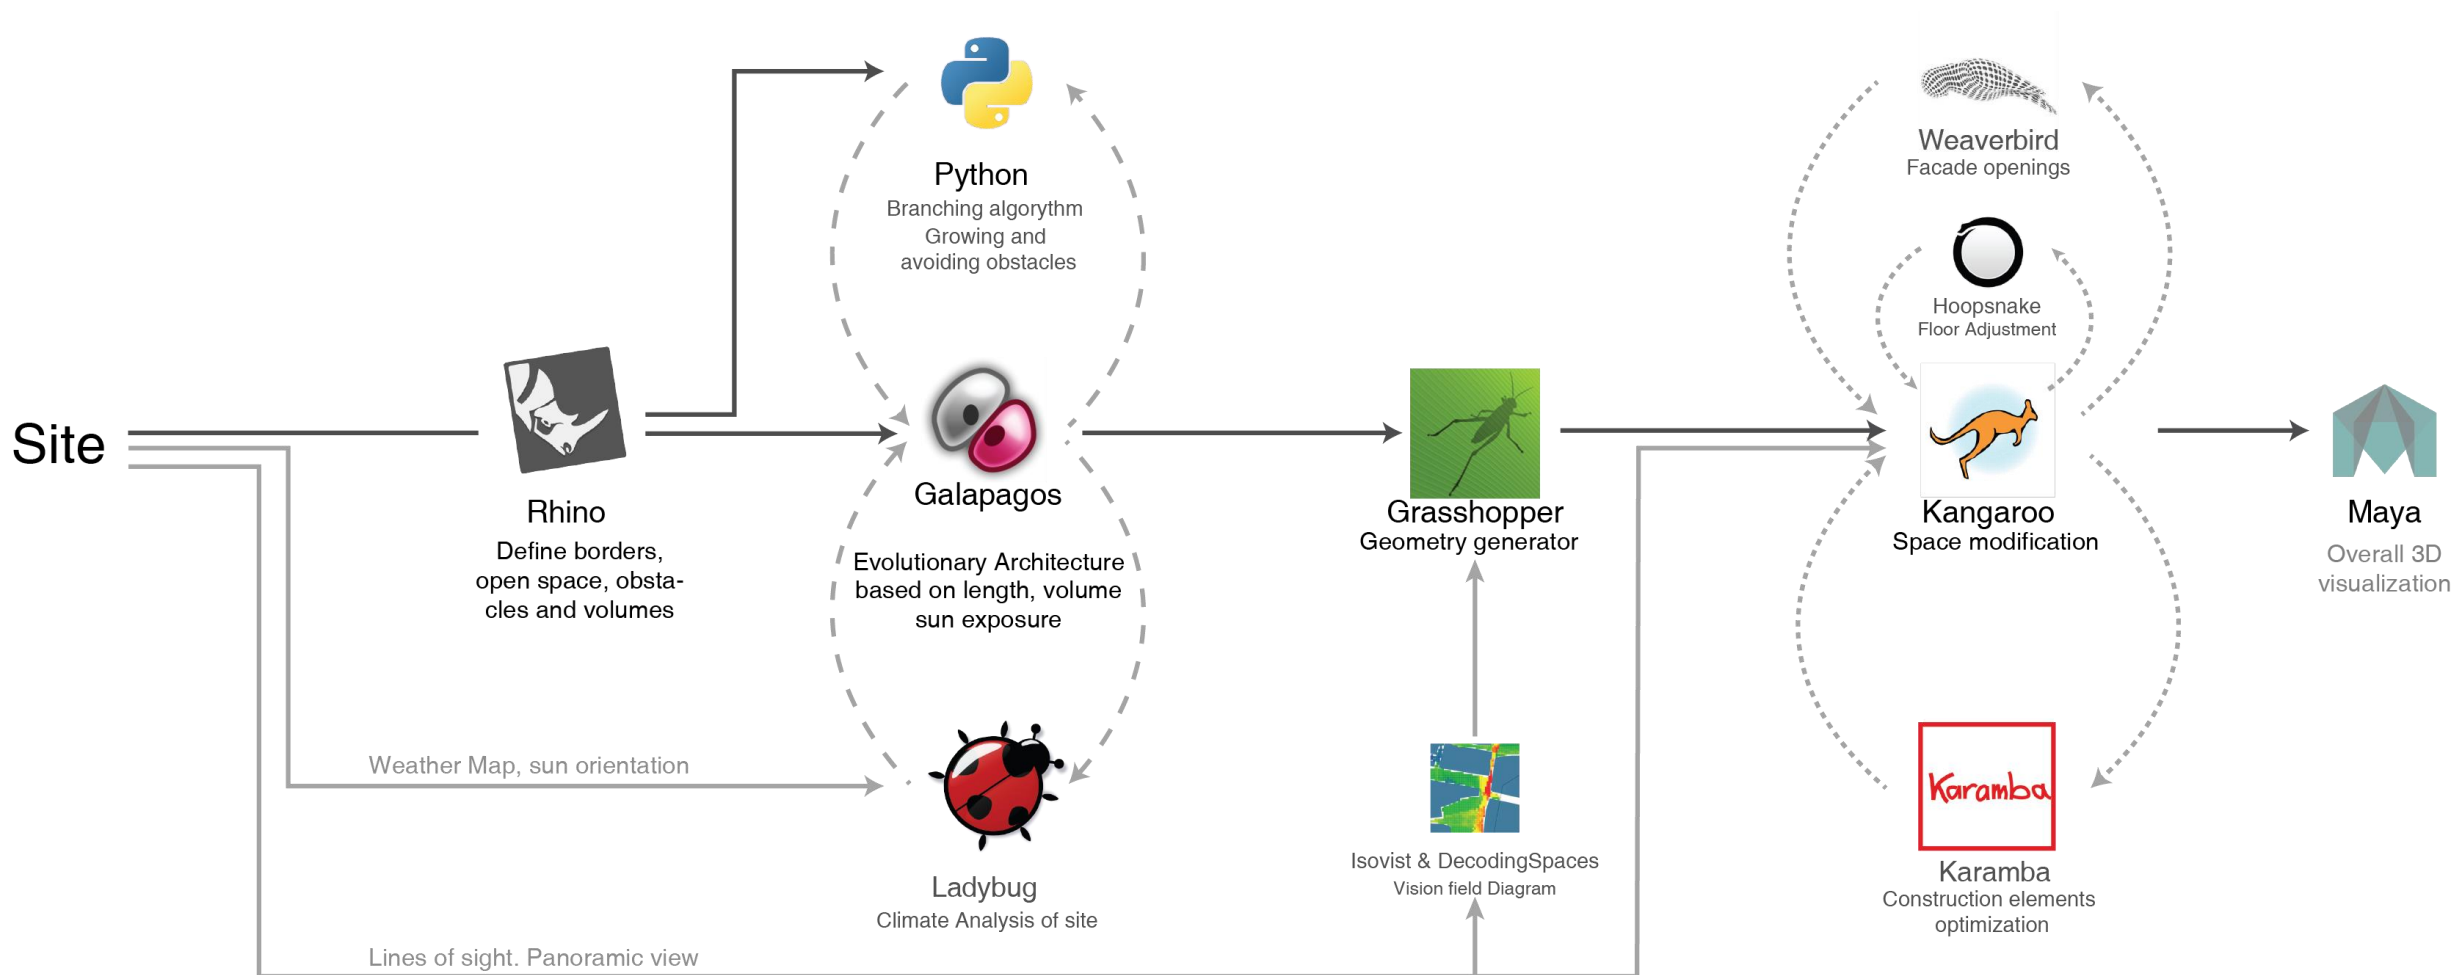 Site
Rhino
Define borders,
open space, obsta-
cles and volumes
Weather Map, sun orientation
Lines of sight. Panoramic view
Python
Branching algorythm
Growing and
avoiding obstacles
Galapagos
Evolutionary Architecture
based on length, volume
sun exposure
Ladybug
Climate Analysis of site
Grasshopper
Geometry generator
Isovist & DecodingSpaces
Vision field Diagram
Weaverbird
Facade openings
Hoopsnake
Floor Adjustment
Kangaroo
Space modification
Karamba
Karamba
Construction elements
optimization
Maya
Overall 3D
visualization